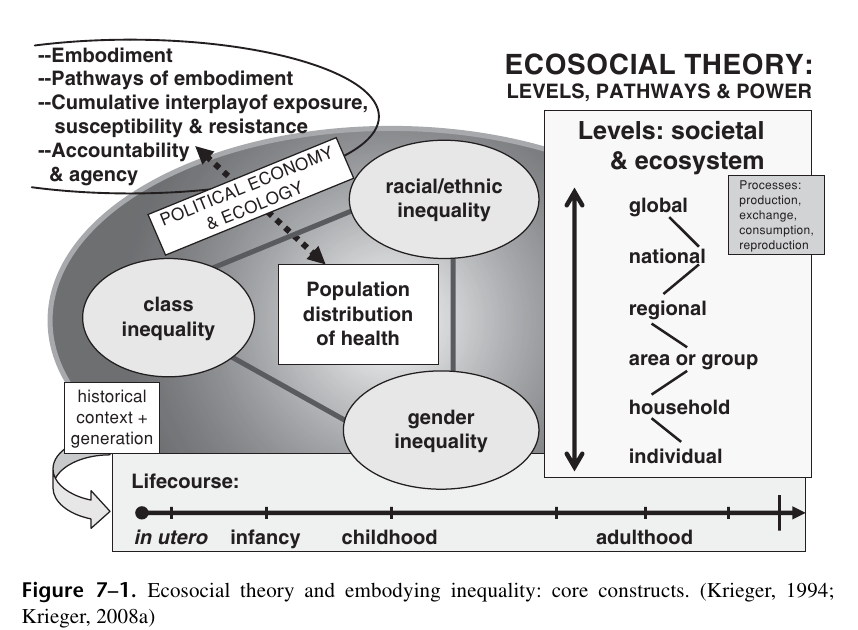 --Embodiment
--Pathways of embodiment
--Cumulative interplayof exposure,
susceptibility & resistance
--Accountability
& agency
ECOSOCIAL THEORY:
LEVELS, PATHWAYS & POWER
POLITICAL ECONOMY
& ECOLOGY
racial/ethnic
inequality
class
inequality
Population
distribution
of health
gender
inequality
historical
context +
generation
Levels: societal
& ecosystem
Processes:
production,
exchange,
consumption,
reproduction
global
national
regional
area or group
household
individual
Lifecourse:
in utero infancy childhood adulthood
Figure 7–1. Ecosocial theory and embodying inequality: core constructs. (Krieger, 1994;
Krieger, 2008a)